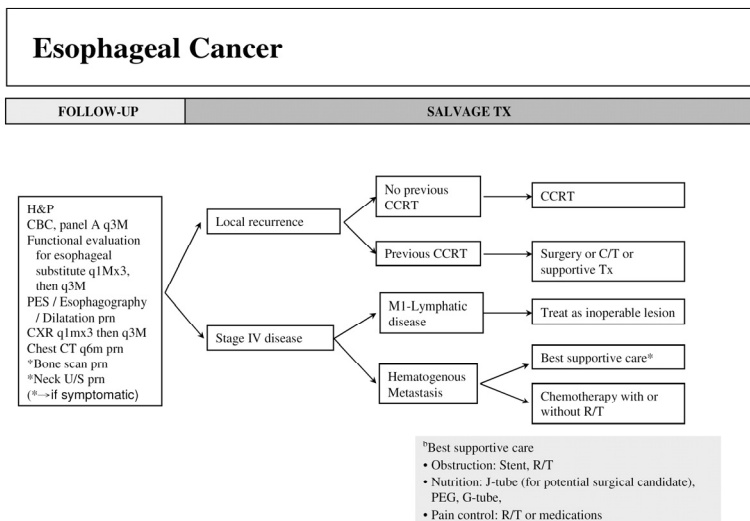 Esophageal Cancer
FOLLOW-UP
SALVAGE TX
H&P
CBC, panel A q3M
Functional evaluation
for esophageal
substitute q1Mx3,
then q3M
PES / Esophagography
/ Dilatation prn
CXR q1mx3 then q3M
Chest CT q6m prn
*Bone scan prn
*Neck U/S prn
(*→if symptomatic)
Local recurrence
Stage IV disease
No previous
CCRT
Previous CCRT
M1-Lymphatic
disease
Hematogenous
Metastasis
CCRT
Surgery or C/T or
supportive Tx
Treat as inoperable lesion
Best supportive care*
Chemotherapy with or
without R/T
ᵇBest supportive care
• Obstruction: Stent, R/T
• Nutrition: J-tube (for potential surgical candidate),
PEG, G-tube,
• Pain control: R/T or medications